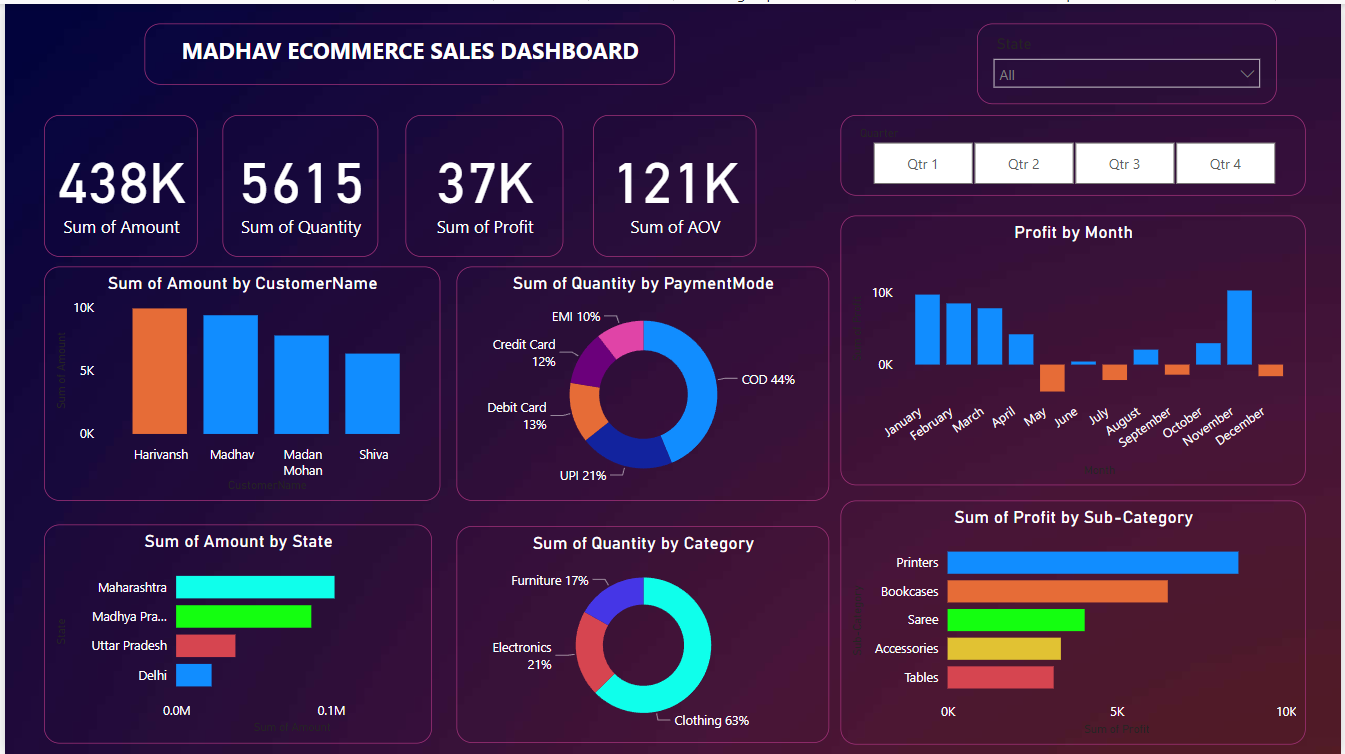 MADHAV ECOMMERCE SALES DASHBOARD
State
All
438K
Sum of Amount
5615
Sum of Quantity
37K
Sum of Profit
121K
Sum of AOV
Quarter
Qtr 1
Qtr 2
Qtr 3
Qtr 4
Sum of Amount by CustomerName
10K
5K
0K
Sum of Amount
Harivansh
Madhav
Madan
Mohan
Shiva
CustomerName
Sum of Quantity by PaymentMode
EMI 10%
Credit Card
12%
Debit Card
13%
UPI 21%
COD 44%
Profit by Month
10K
0K
January
February
March
April
May
June
July
August
September
October
November
December
Month
Sum of Amount by State
State
Maharashtra
Madhya Pra...
Uttar Pradesh
Delhi
0.0M
0.1M
Sum of Amount
Sum of Quantity by Category
Furniture 17%
Electronics
21%
Clothing 63%
Sum of Profit by Sub-Category
Printers
Bookcases
Saree
Accessories
Tables
0K
5K
10K
Sum of Profit